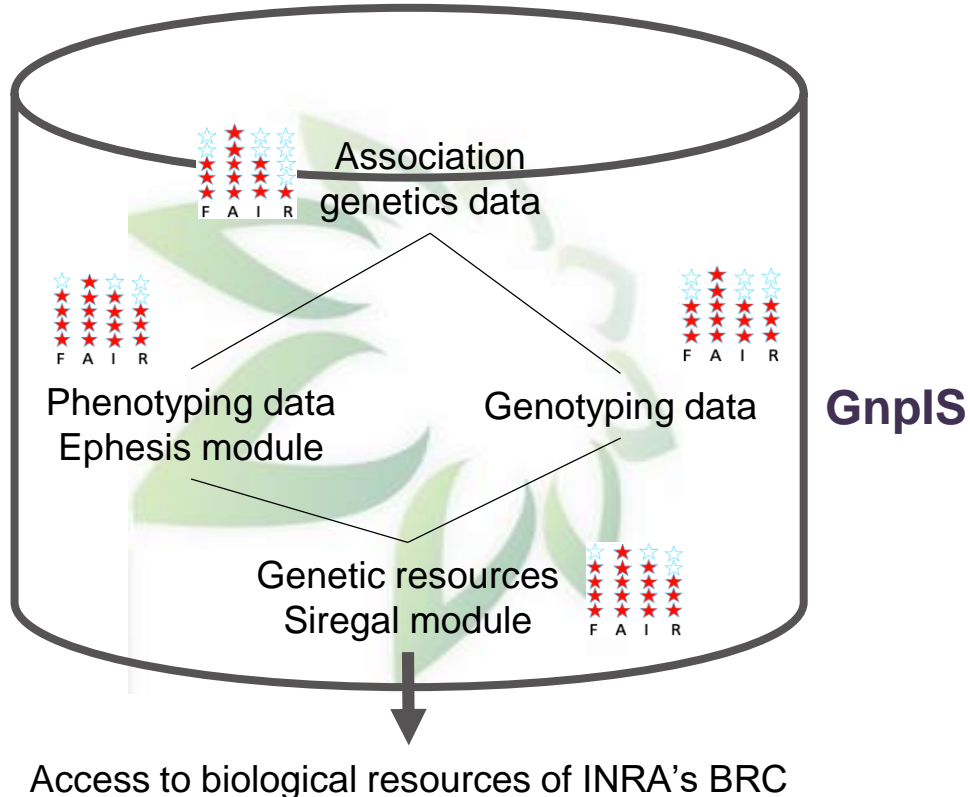 Association
genetics data
F A I R
F A I R
F A I R
Phenotyping data
Ephesis module
Genotyping data
GnpIS
Genetic resources
Siregal module
F A I R
Access to biological resources of INRA's BRC